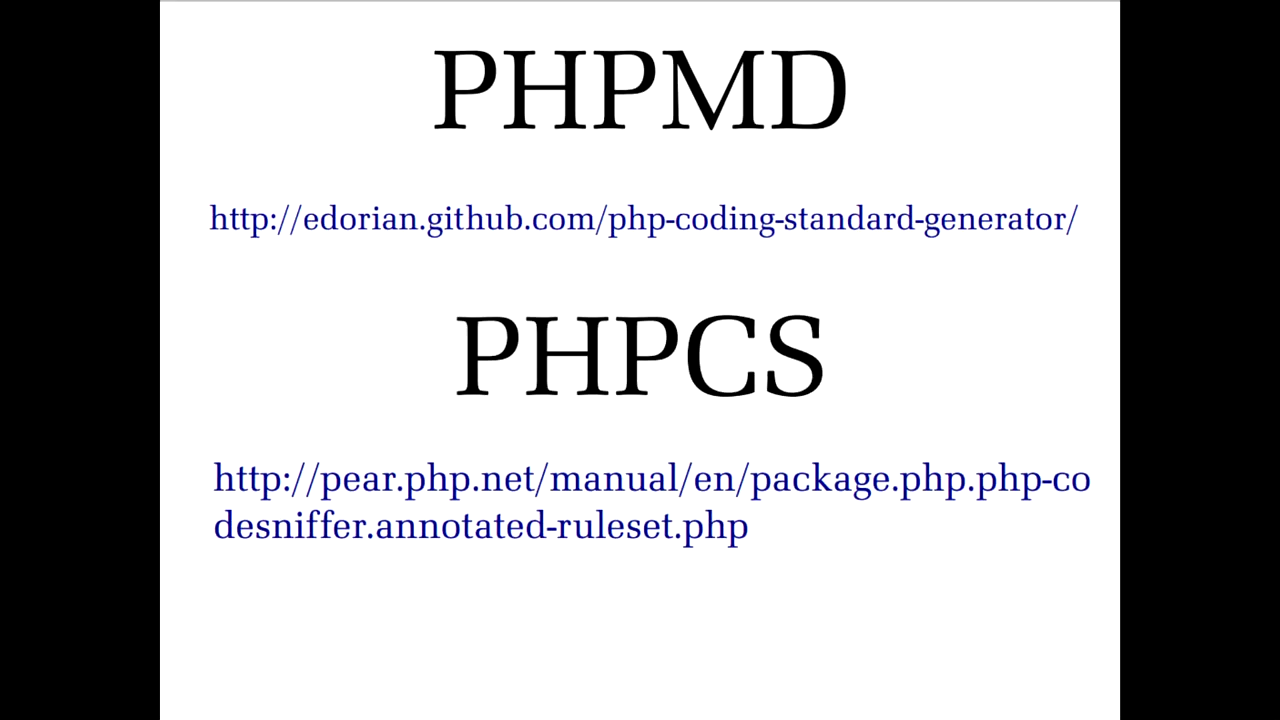 PHPMD
http://edorian.github.com/php-coding-standard-generator/
PHPCS
http://pear.php.net/manual/en/package.php.php-co
desniffer.annotated-ruleset.php